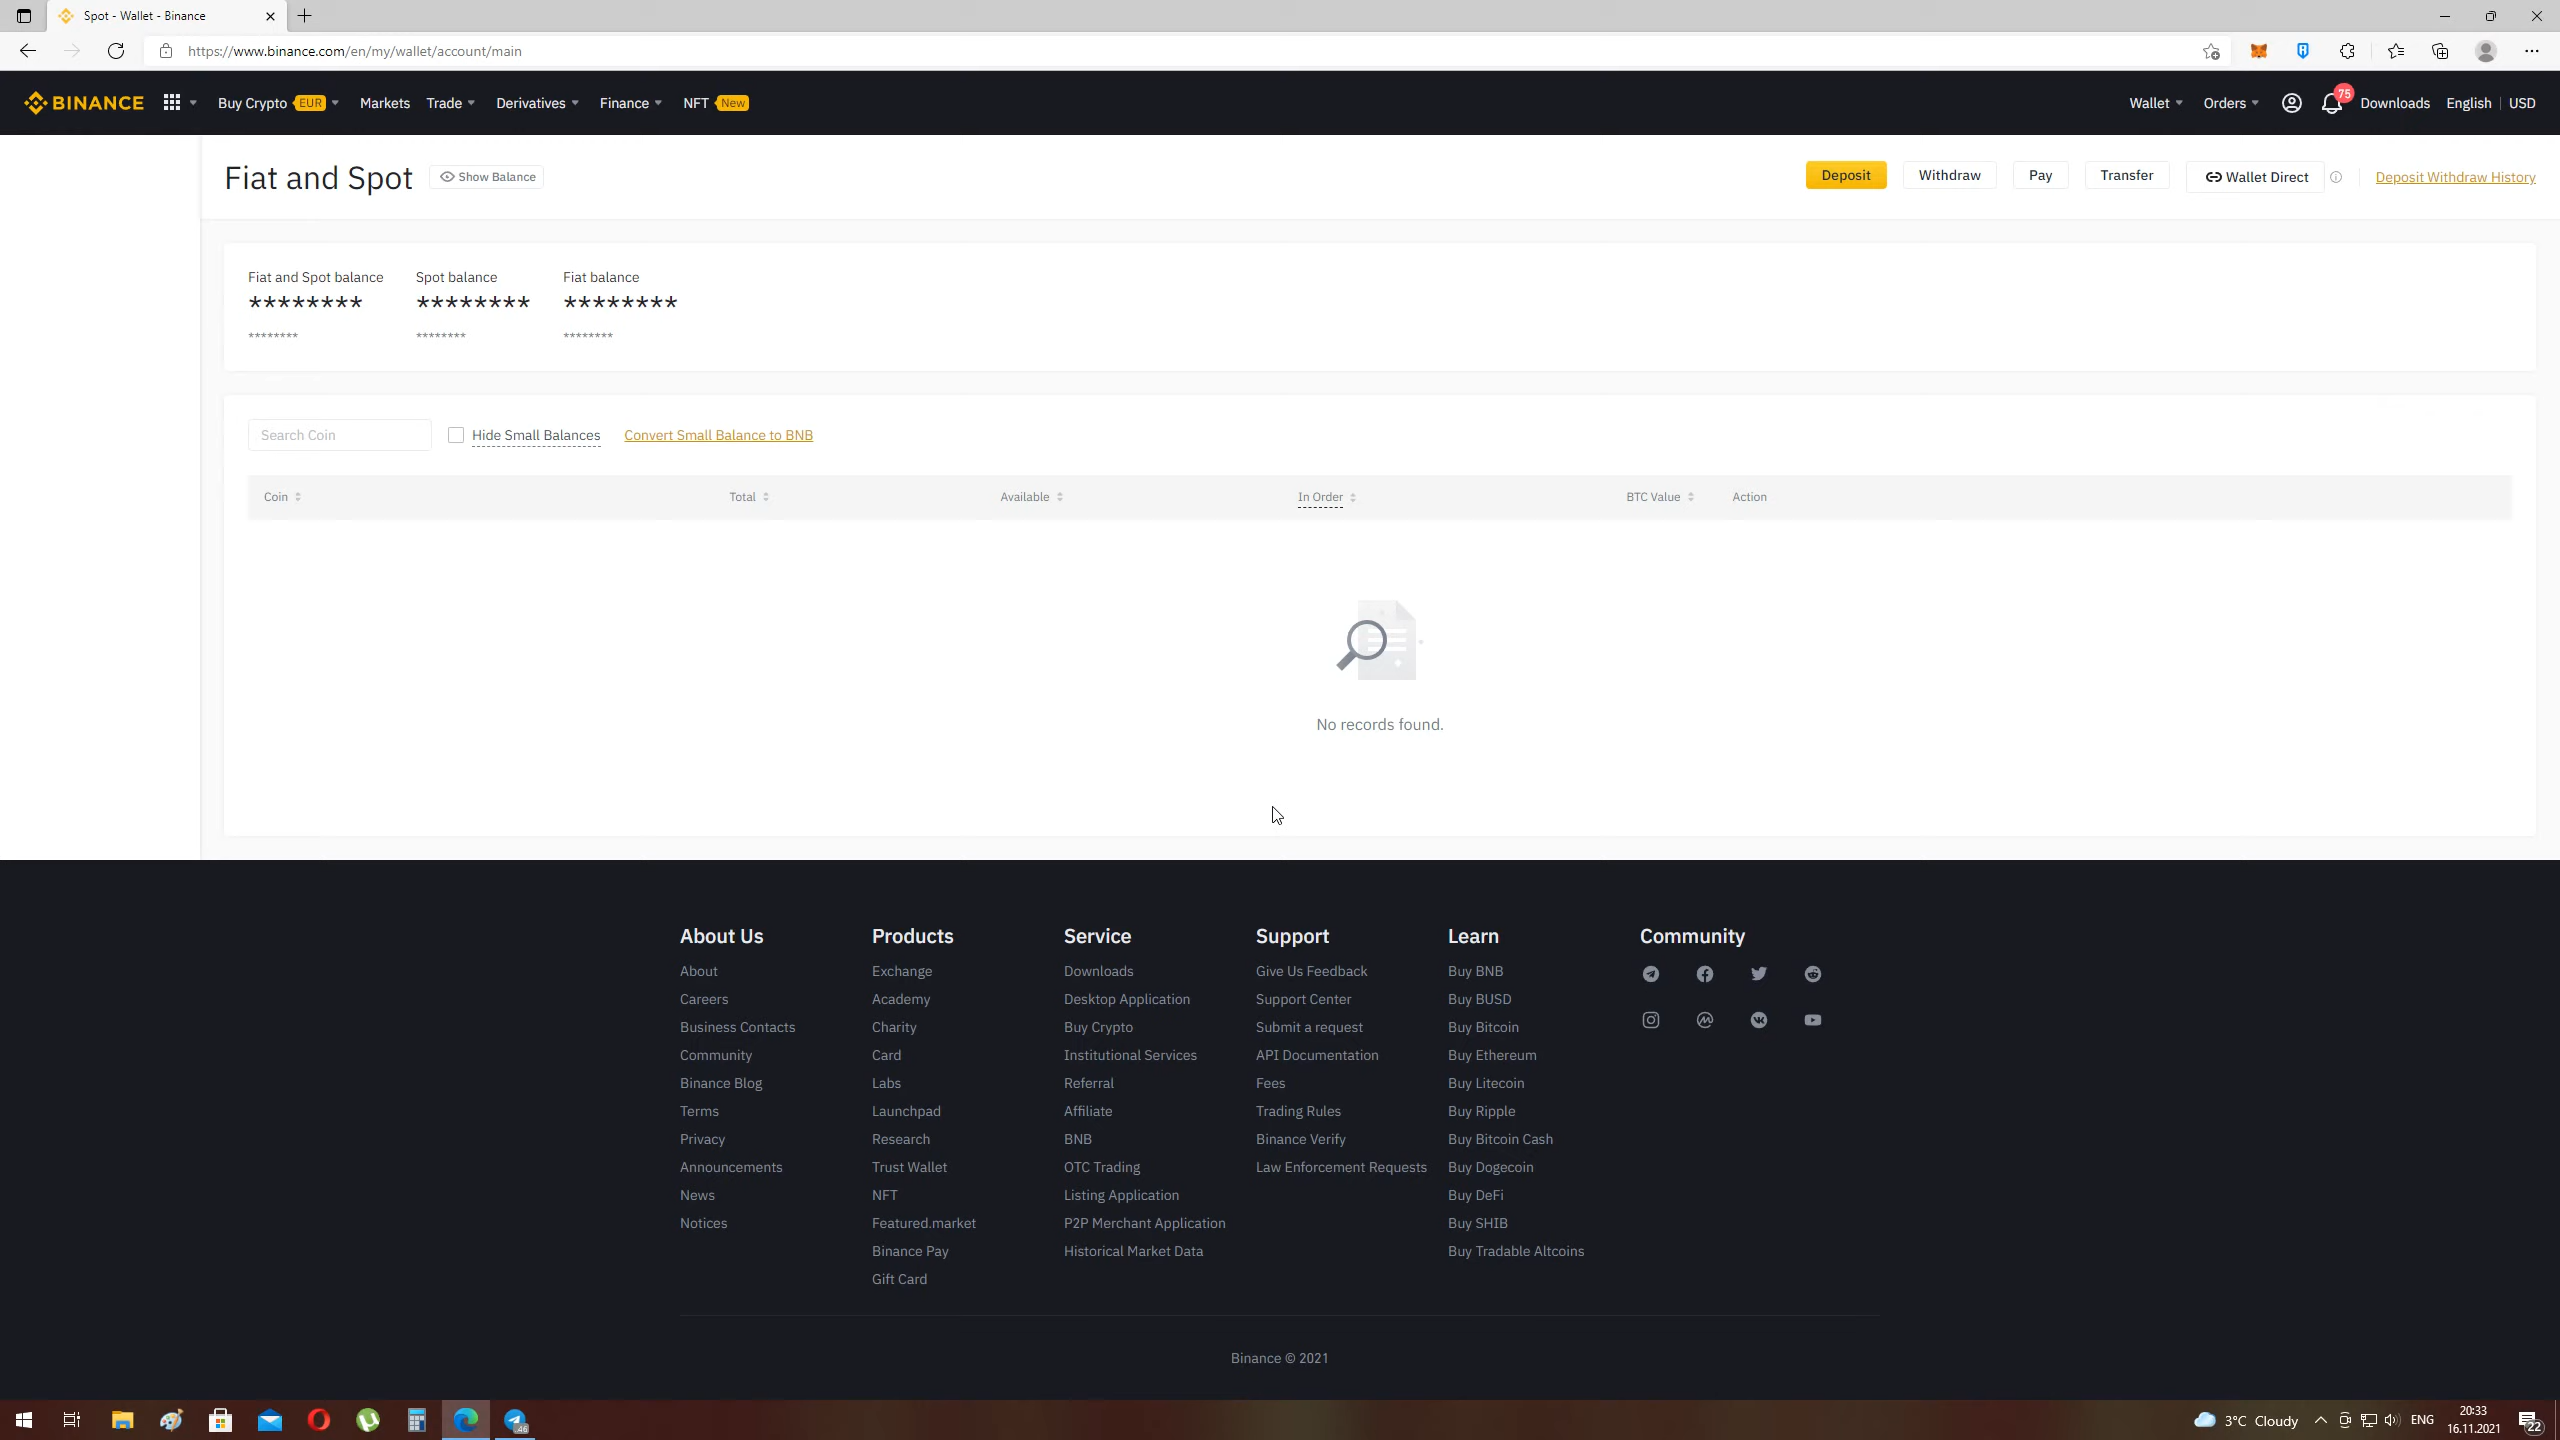 Spot - Wallet - Binance
https://www.binance.com/en/my/wallet/account/main
BINANCE Buy Crypto EUR Markets Trade Derivatives Finance NFT New Wallet Orders 75 Downloads English USD
Fiat and Spot Show Balance Deposit Withdraw Pay Transfer Wallet Direct Deposit Withdraw History
Fiat and Spot balance Spot balance Fiat balance
******** ******** ********
******** ******** ********
Search Coin Hide Small Balances Convert Small Balance to BNB
Coin Total Available In Order BTC Value Action
No records found.
About Us Products Service Support Learn Community
About Exchange Downloads Give Us Feedback Buy BNB
Careers Academy Desktop Application Support Center Buy BUSD
Business Contacts Charity Buy Crypto Submit a request Buy Bitcoin
Community Card Institutional Services API Documentation Buy Ethereum
Binance Blog Labs Referral Fees Buy Litecoin
Terms Launchpad Affiliate Trading Rules Buy Ripple
Privacy Research BNB Binance Verify Buy Bitcoin Cash
Announcements Trust Wallet OTC Trading Law Enforcement Requests Buy Dogecoin
News NFT Listing Application Buy DeFi
Notices Featured.market P2P Merchant Application Buy SHIB
Binance Pay Historical Market Data Buy Tradable Altcoins
Gift Card
Binance © 2021
3°C Cloudy ENG 20:33
16.11.2021
22
46